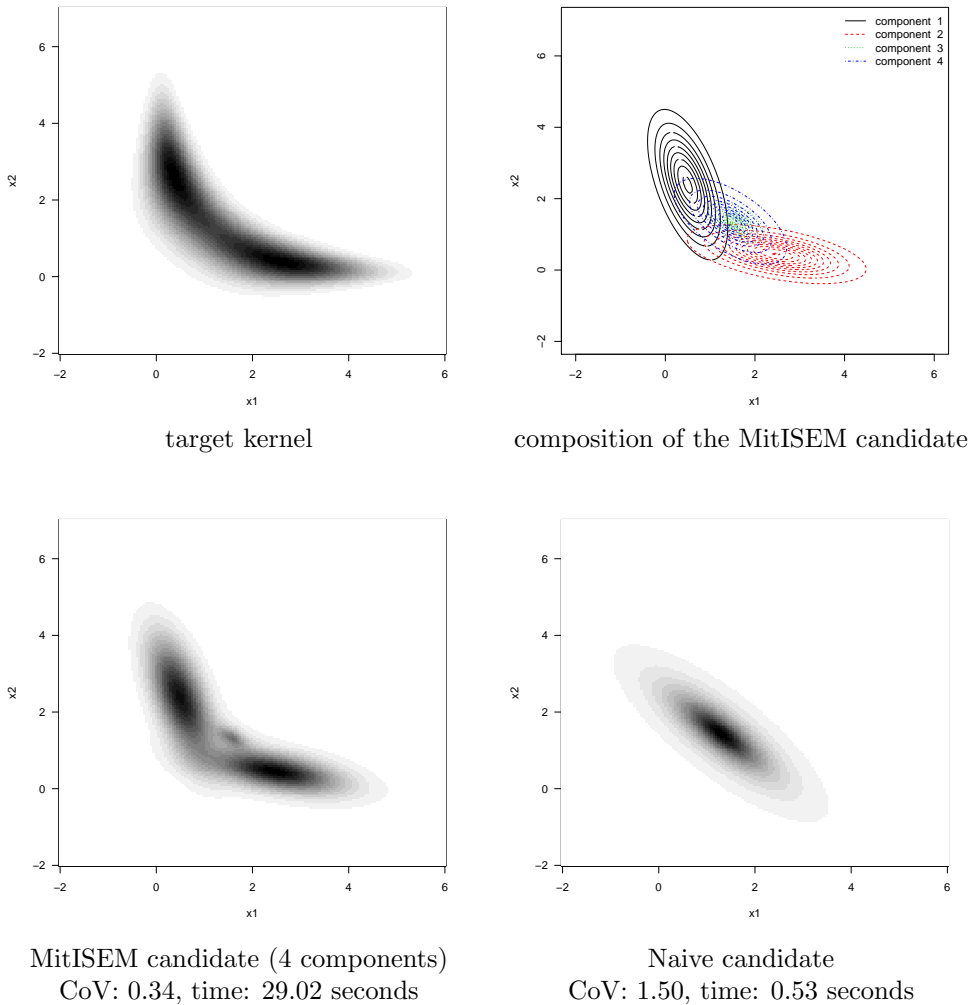 6
4
2
0
−2
x2
−2 0 2 4 6
x1
target kernel
component 1
component 2
component 3
component 4
6
4
2
0
−2
x2
−2 0 2 4 6
x1
composition of the MitISEM candidate
6
4
2
0
−2
x2
−2 0 2 4 6
x1
MitISEM candidate (4 components)
CoV: 0.34, time: 29.02 seconds
6
4
2
0
−2
x2
−2 0 2 4 6
x1
Naive candidate
CoV: 1.50, time: 0.53 seconds